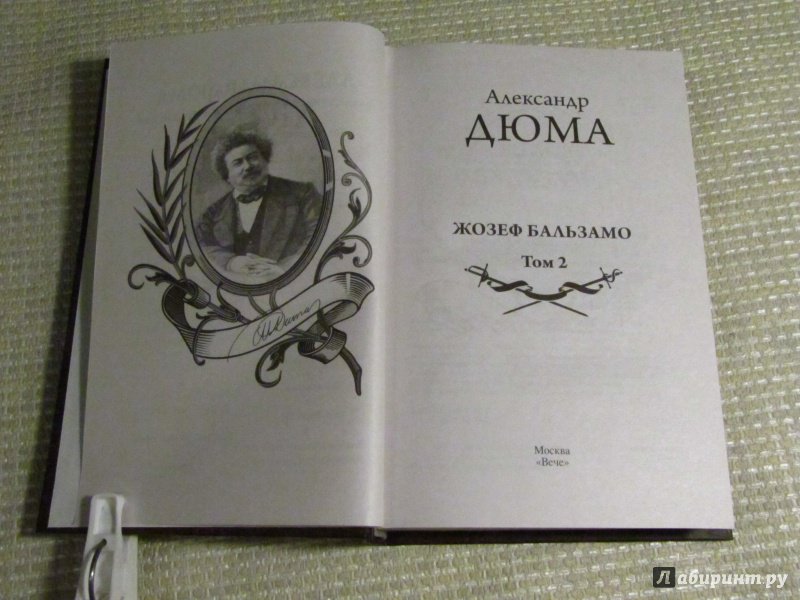 Александр
ДЮМА
ЖОЗЕФ БАЛЬЗАМО
Том 2
Москва
«Вече»
Лабиринт.ру